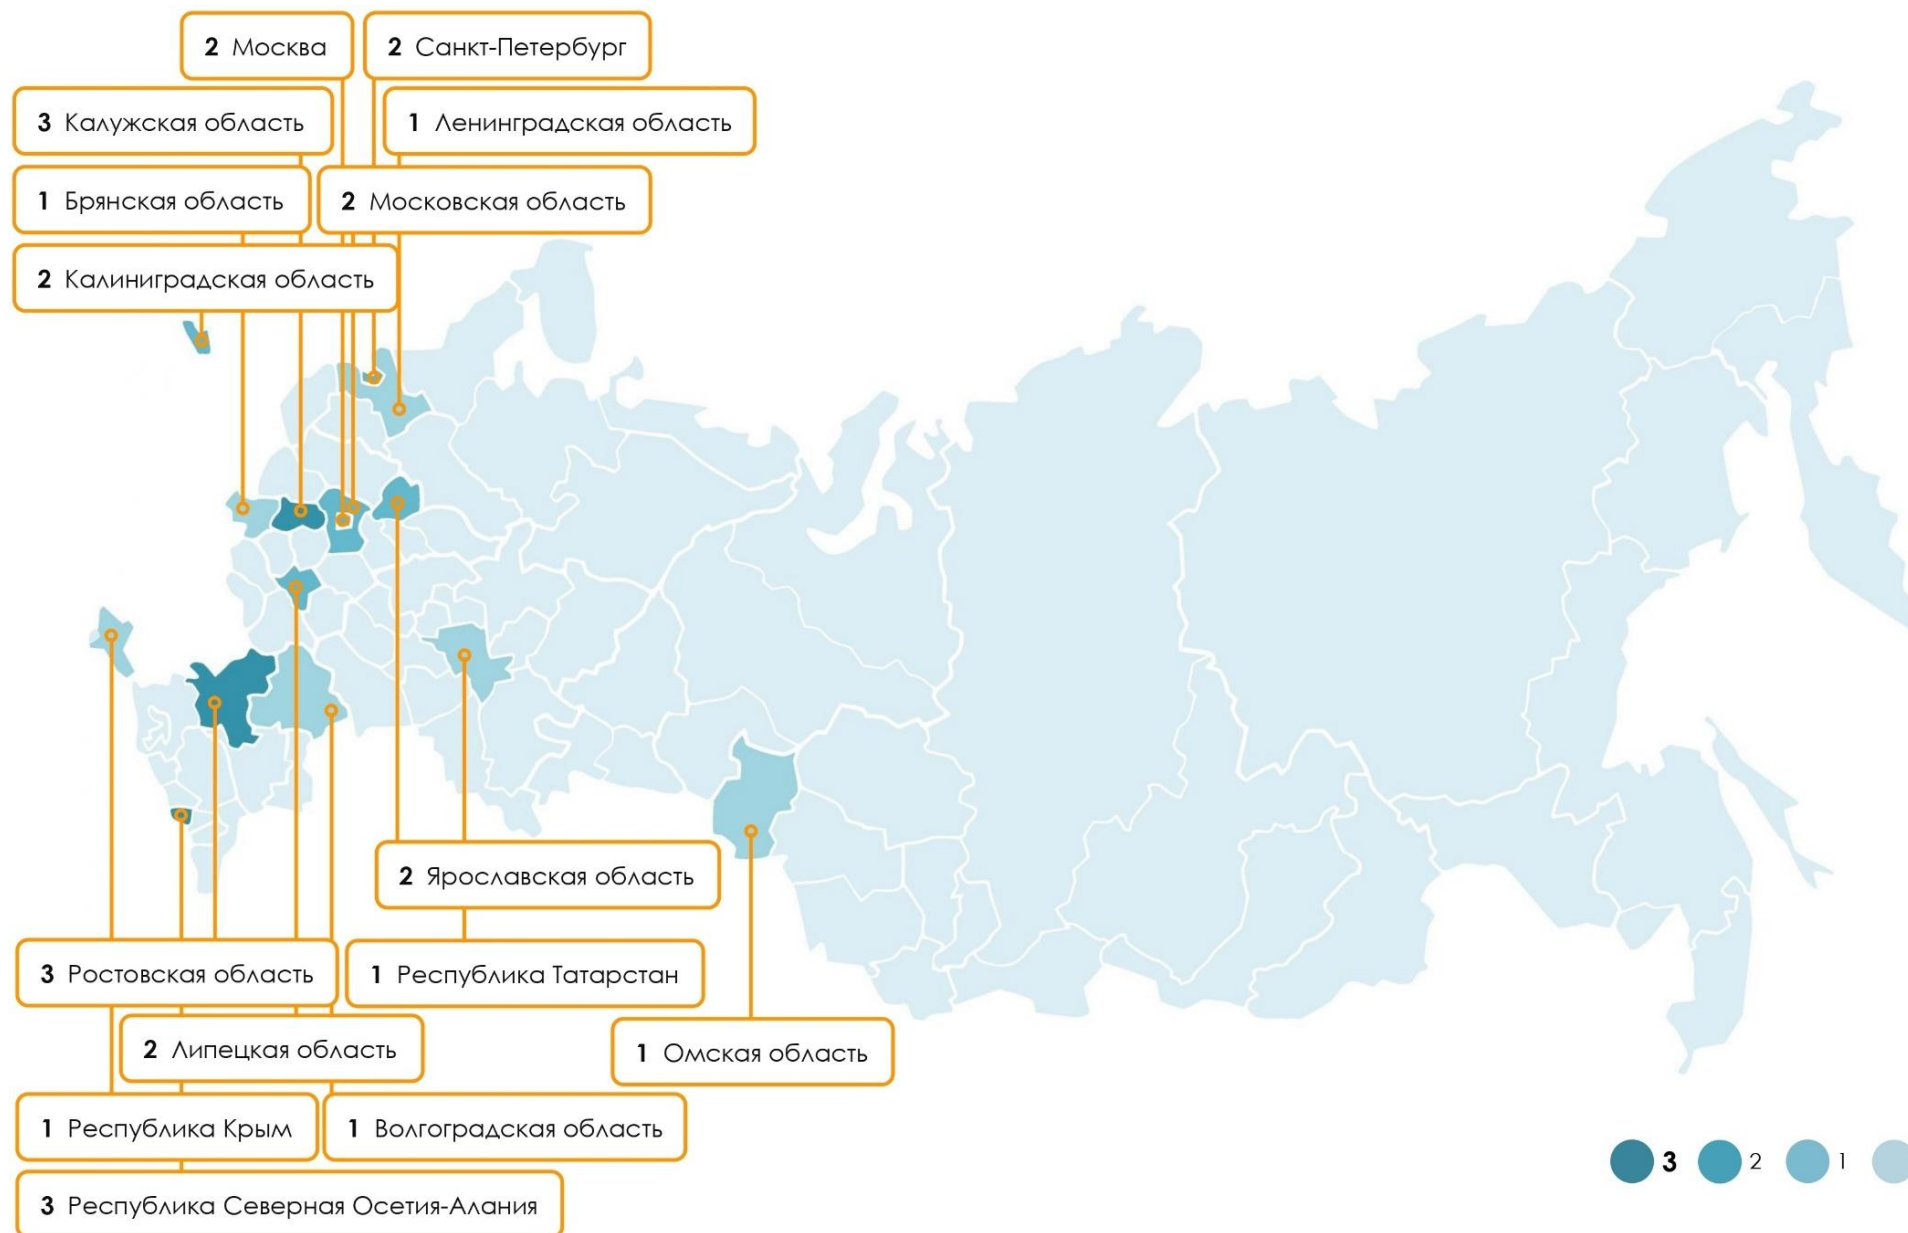 2 Москва
2 Санкт-Петербург
3 Калужская область
1 Ленинградская область
1 Брянская область
2 Московская область
2 Калиниградская область
2 Ярославская область
3 Ростовская область
1 Республика Татарстан
2 Липецкая область
1 Омская область
1 Республика Крым
1 Волгоградская область
3 2 1
3 Республика Северная Осетия-Алания